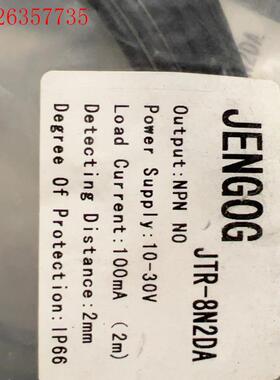 26357735
JENGOG
JTR-8N2DA
Output:NPN NO
Power Supply:10-30V
Load Current:100mA (2m)
Detecting Distance:2mm
Degree Of Protection:IP66